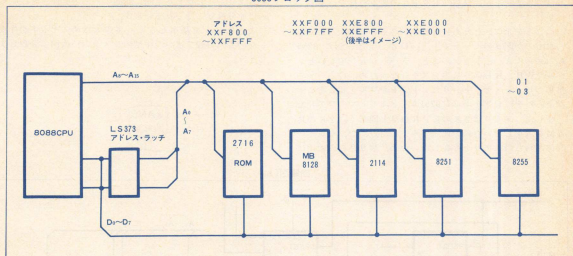 アドレス
XXF800
～XXFFFF
XXF000
～XXF7FF
XXE800
XXEFFF
(後半はイメージ)
XXE000
～XXE001
01
～03
A8～A15
A0
～
A7
8088CPU
LS373
アドレス・ラッチ
2716
ROM
MB
8128
2114
8251
8255
D0～D7